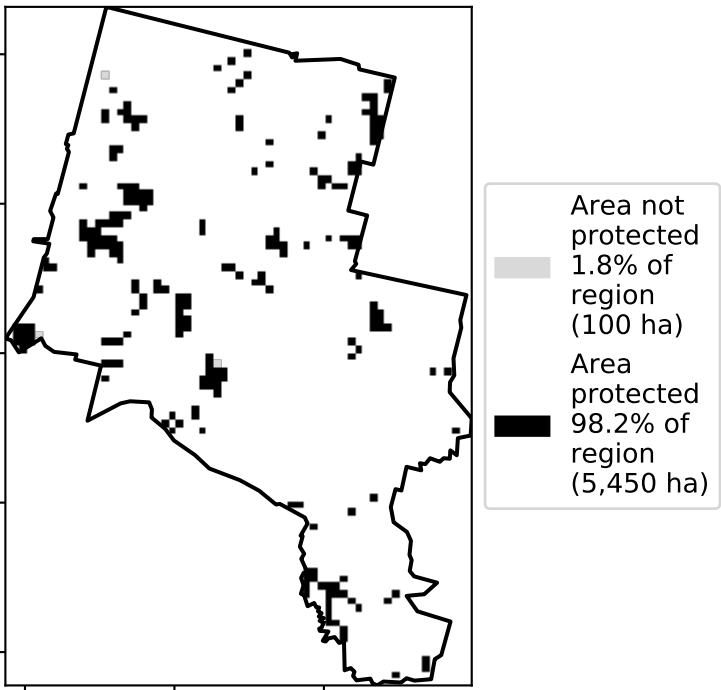 Area not
protected
1.8% of
region
(100 ha)
Area
protected
98.2% of
region
(5,450 ha)